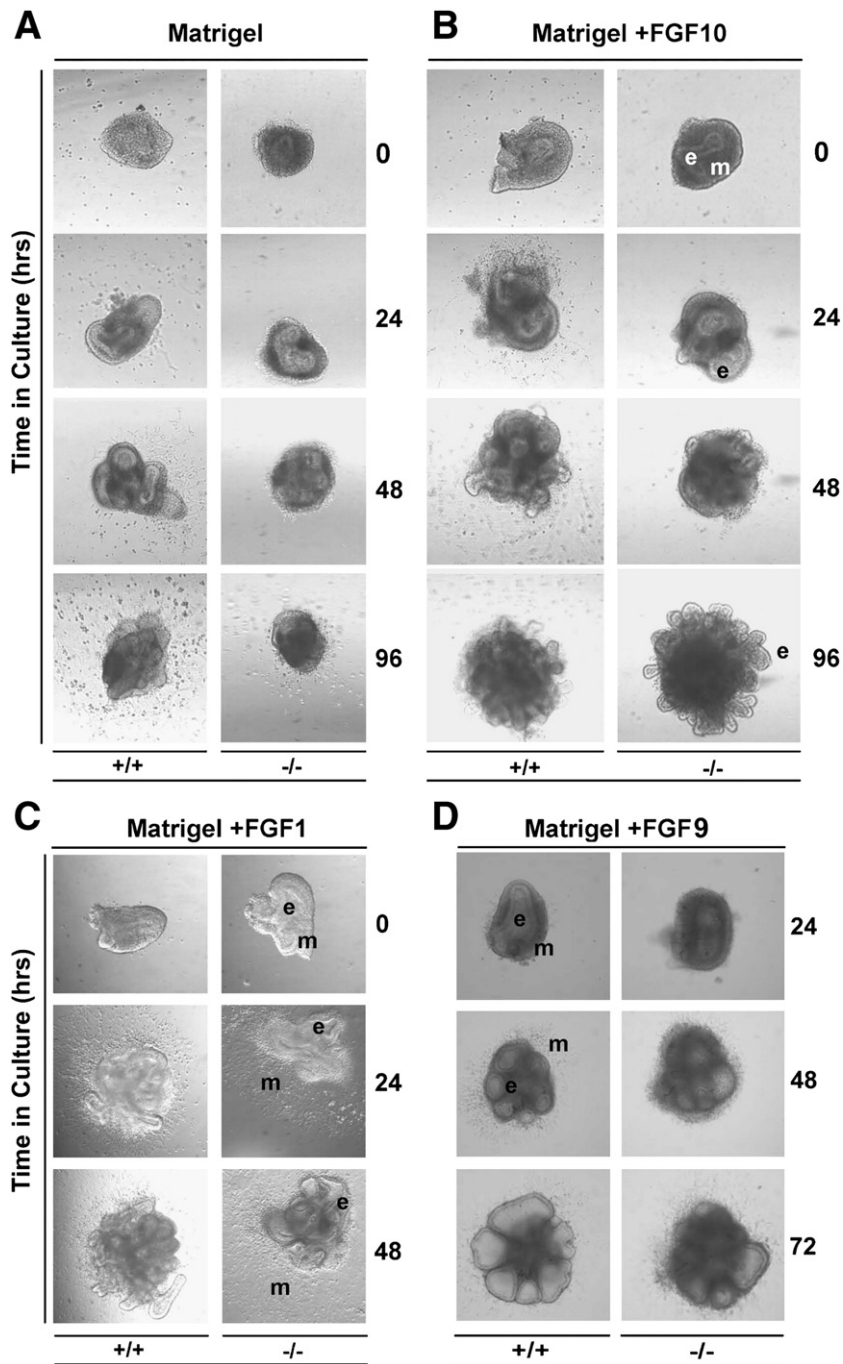 A
Matrigel
B
Matrigel +FGF10
Time in Culture (hrs)
0
24
48
96
+/+
-/-
e
m
0
e
24
48
e
96
+/+
-/-
C
Matrigel +FGF1
Time in Culture (hrs)
e
m
0
e
m
24
e
m
48
+/+
-/-
D
Matrigel +FGF9
e
m
24
m
e
48
72
+/+
-/-